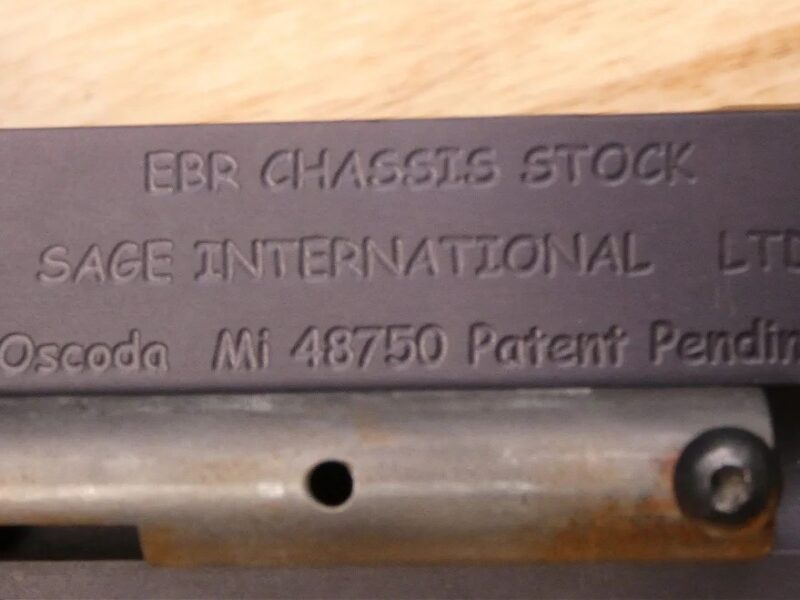 EBR CHASSIS STOCK
SAGE INTERNATIONAL LTD
Oscoda Mi 48750 Patent Pendin